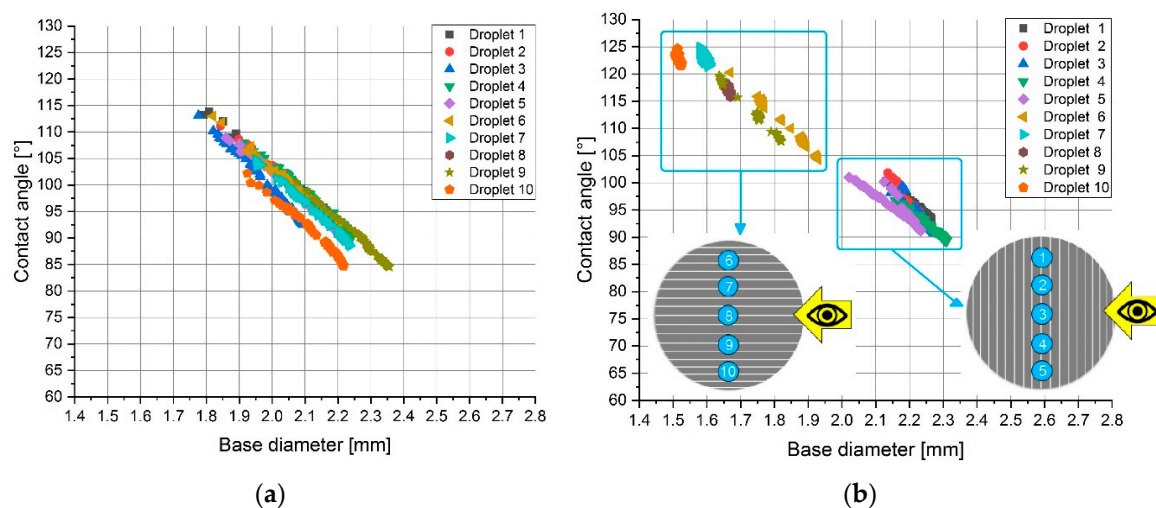 130
125
120
115
110
105
100
95
90
85
80
75
70
65
60
Contact angle [°]
1.4 1.5 1.6 1.7 1.8 1.9 2.0 2.1 2.2 2.3 2.4 2.5 2.6 2.7 2.8
Base diameter [mm]
Droplet 1
Droplet 2
Droplet 3
Droplet 4
Droplet 5
Droplet 6
Droplet 7
Droplet 8
Droplet 9
Droplet 10
(a)
130
125
120
115
110
105
100
95
90
85
80
75
70
65
60
Contact angle [°]
1.4 1.5 1.6 1.7 1.8 1.9 2.0 2.1 2.2 2.3 2.4 2.5 2.6 2.7 2.8
Base diameter [mm]
Droplet 1
Droplet 2
Droplet 3
Droplet 4
Droplet 5
Droplet 6
Droplet 7
Droplet 8
Droplet 9
Droplet 10
6
7
8
9
10
1
2
3
4
5
(b)